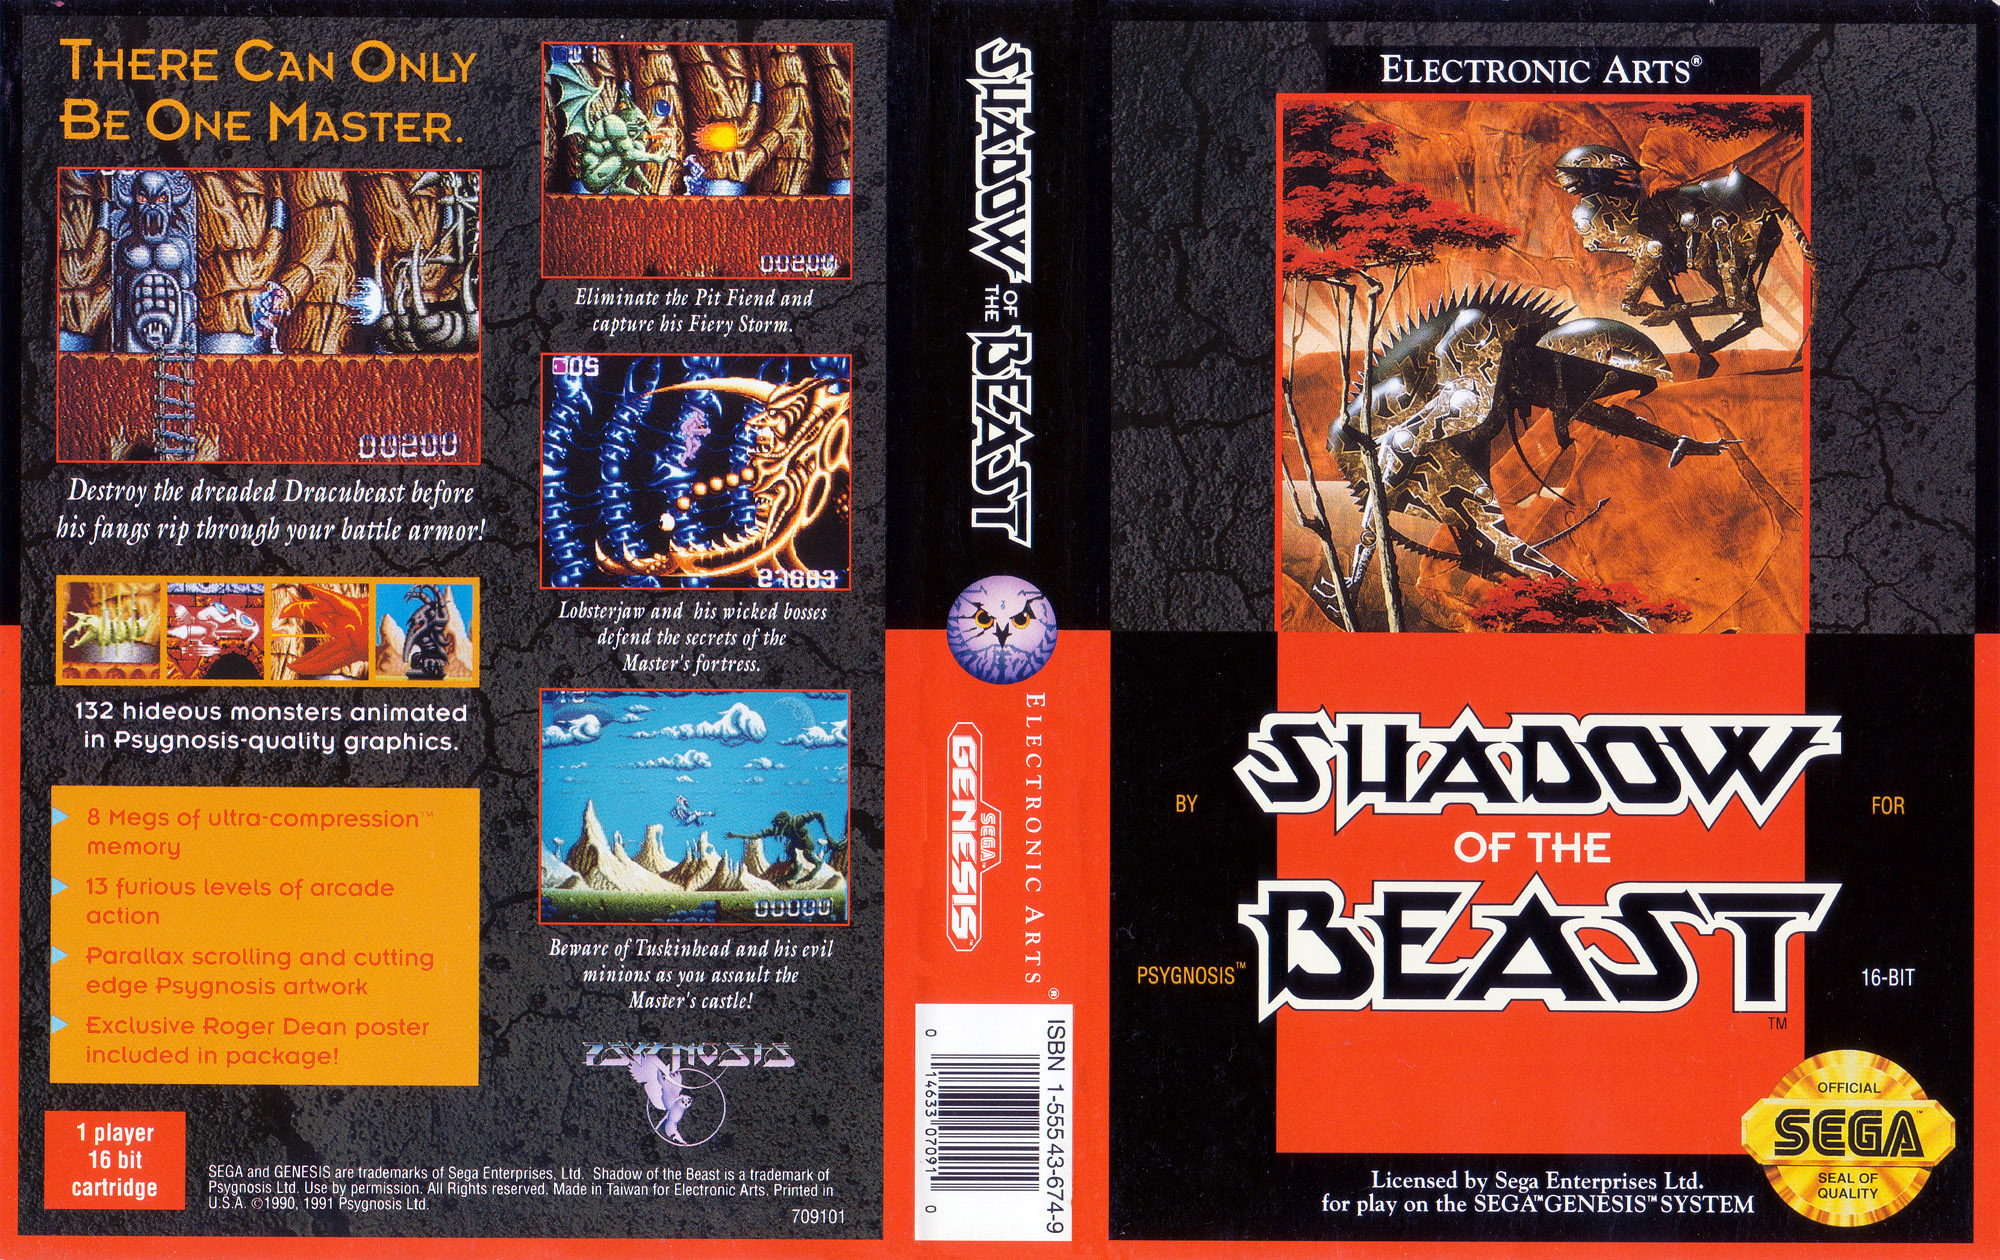 THERE CAN ONLY
BE ONE MASTER.
00200
Destroy the dreaded Dracubeast before
his fangs rip through your battle armor!
132 hideous monsters animated
in Psygnosis-quality graphics.
8 Megs of ultra-compression™
memory
13 furious levels of arcade
action
Parallax scrolling and cutting
edge Psygnosis artwork
Exclusive Roger Dean poster
included in package!
1 player
16 bit
cartridge
00200
Eliminate the Pit Fiend and
capture his Fiery Storm.
05
21683
Lobsterjaw and his wicked bosses
defend the secrets of the
Master's fortress.
00000
Beware of Tuskinhead and his evil
minions as you assault the
Master's castle!
PSYGNOSIS
SEGA and GENESIS are trademarks of Sega Enterprises, Ltd. Shadow of the Beast is a trademark of
Psygnosis Ltd. Use by permission. All Rights reserved. Made in Taiwan for Electronic Arts. Printed in
U.S.A. ©1990, 1991 Psygnosis Ltd.
709101
SHADOW OF THE BEAST
ELECTRONIC ARTS®
SEGA™
GENESIS™
ISBN 1-55543-674-9
0 14633 07091 0
ELECTRONIC ARTS®
BY
SHADOW
FOR
OF THE
PSYGNOSIS™
BEAST™
16-BIT
OFFICIAL
SEGA™
SEAL OF
QUALITY
Licensed by Sega Enterprises Ltd.
for play on the SEGA™ GENESIS™ SYSTEM